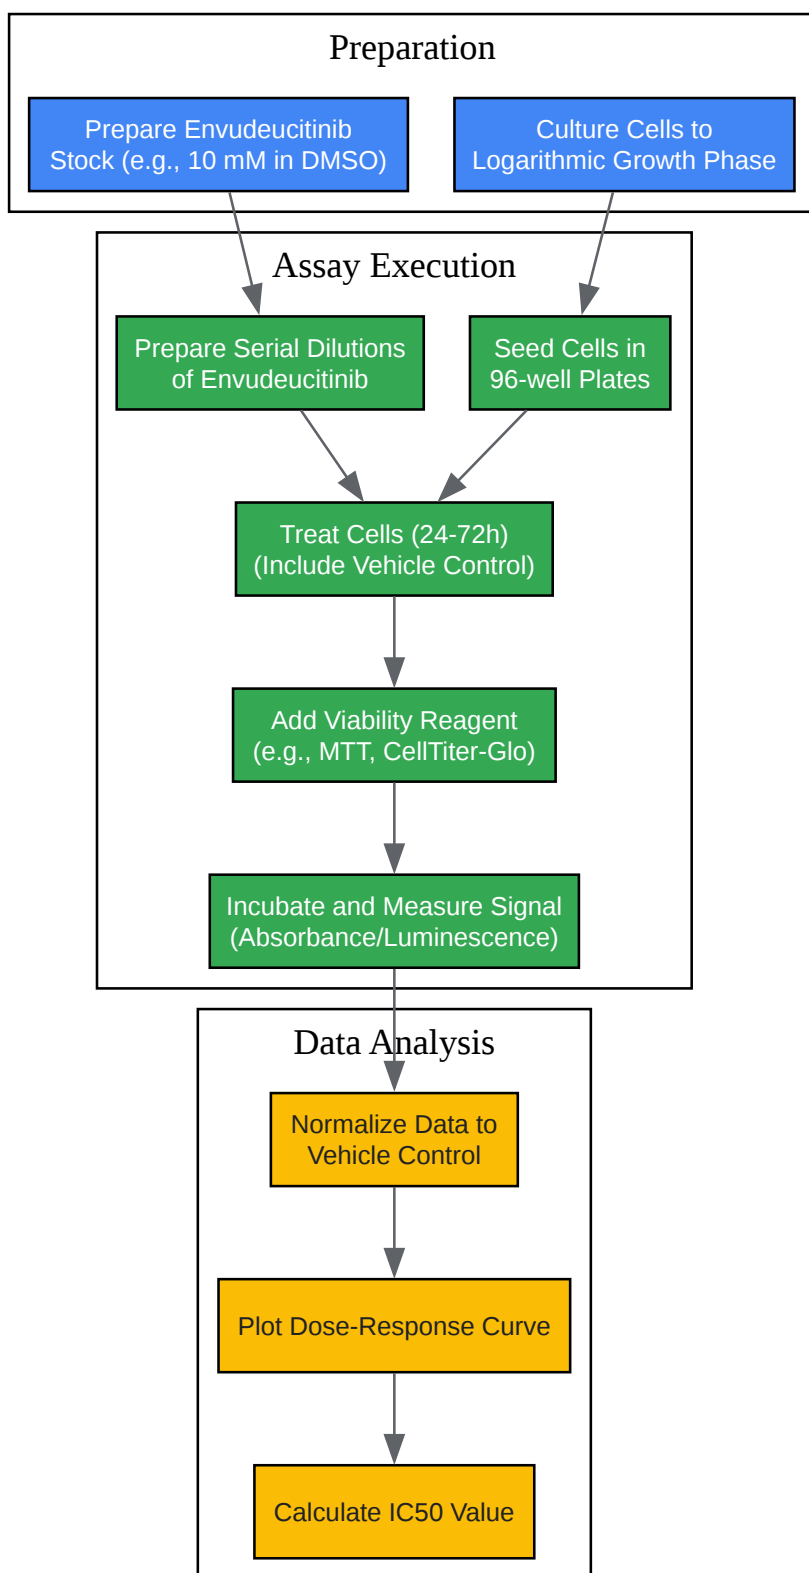 Preparation
Prepare Envudeucitinib
Stock (e.g., 10 mM in DMSO)
Culture Cells to
Logarithmic Growth Phase
Assay Execution
Prepare Serial Dilutions
of Envudeucitinib
Seed Cells in
96-well Plates
Treat Cells (24-72h)
(Include Vehicle Control)
Add Viability Reagent
(e.g., MTT, CellTiter-Glo)
Incubate and Measure Signal
(Absorbance/Luminescence)
Data Analysis
Normalize Data to
Vehicle Control
Plot Dose-Response Curve
Calculate IC50 Value